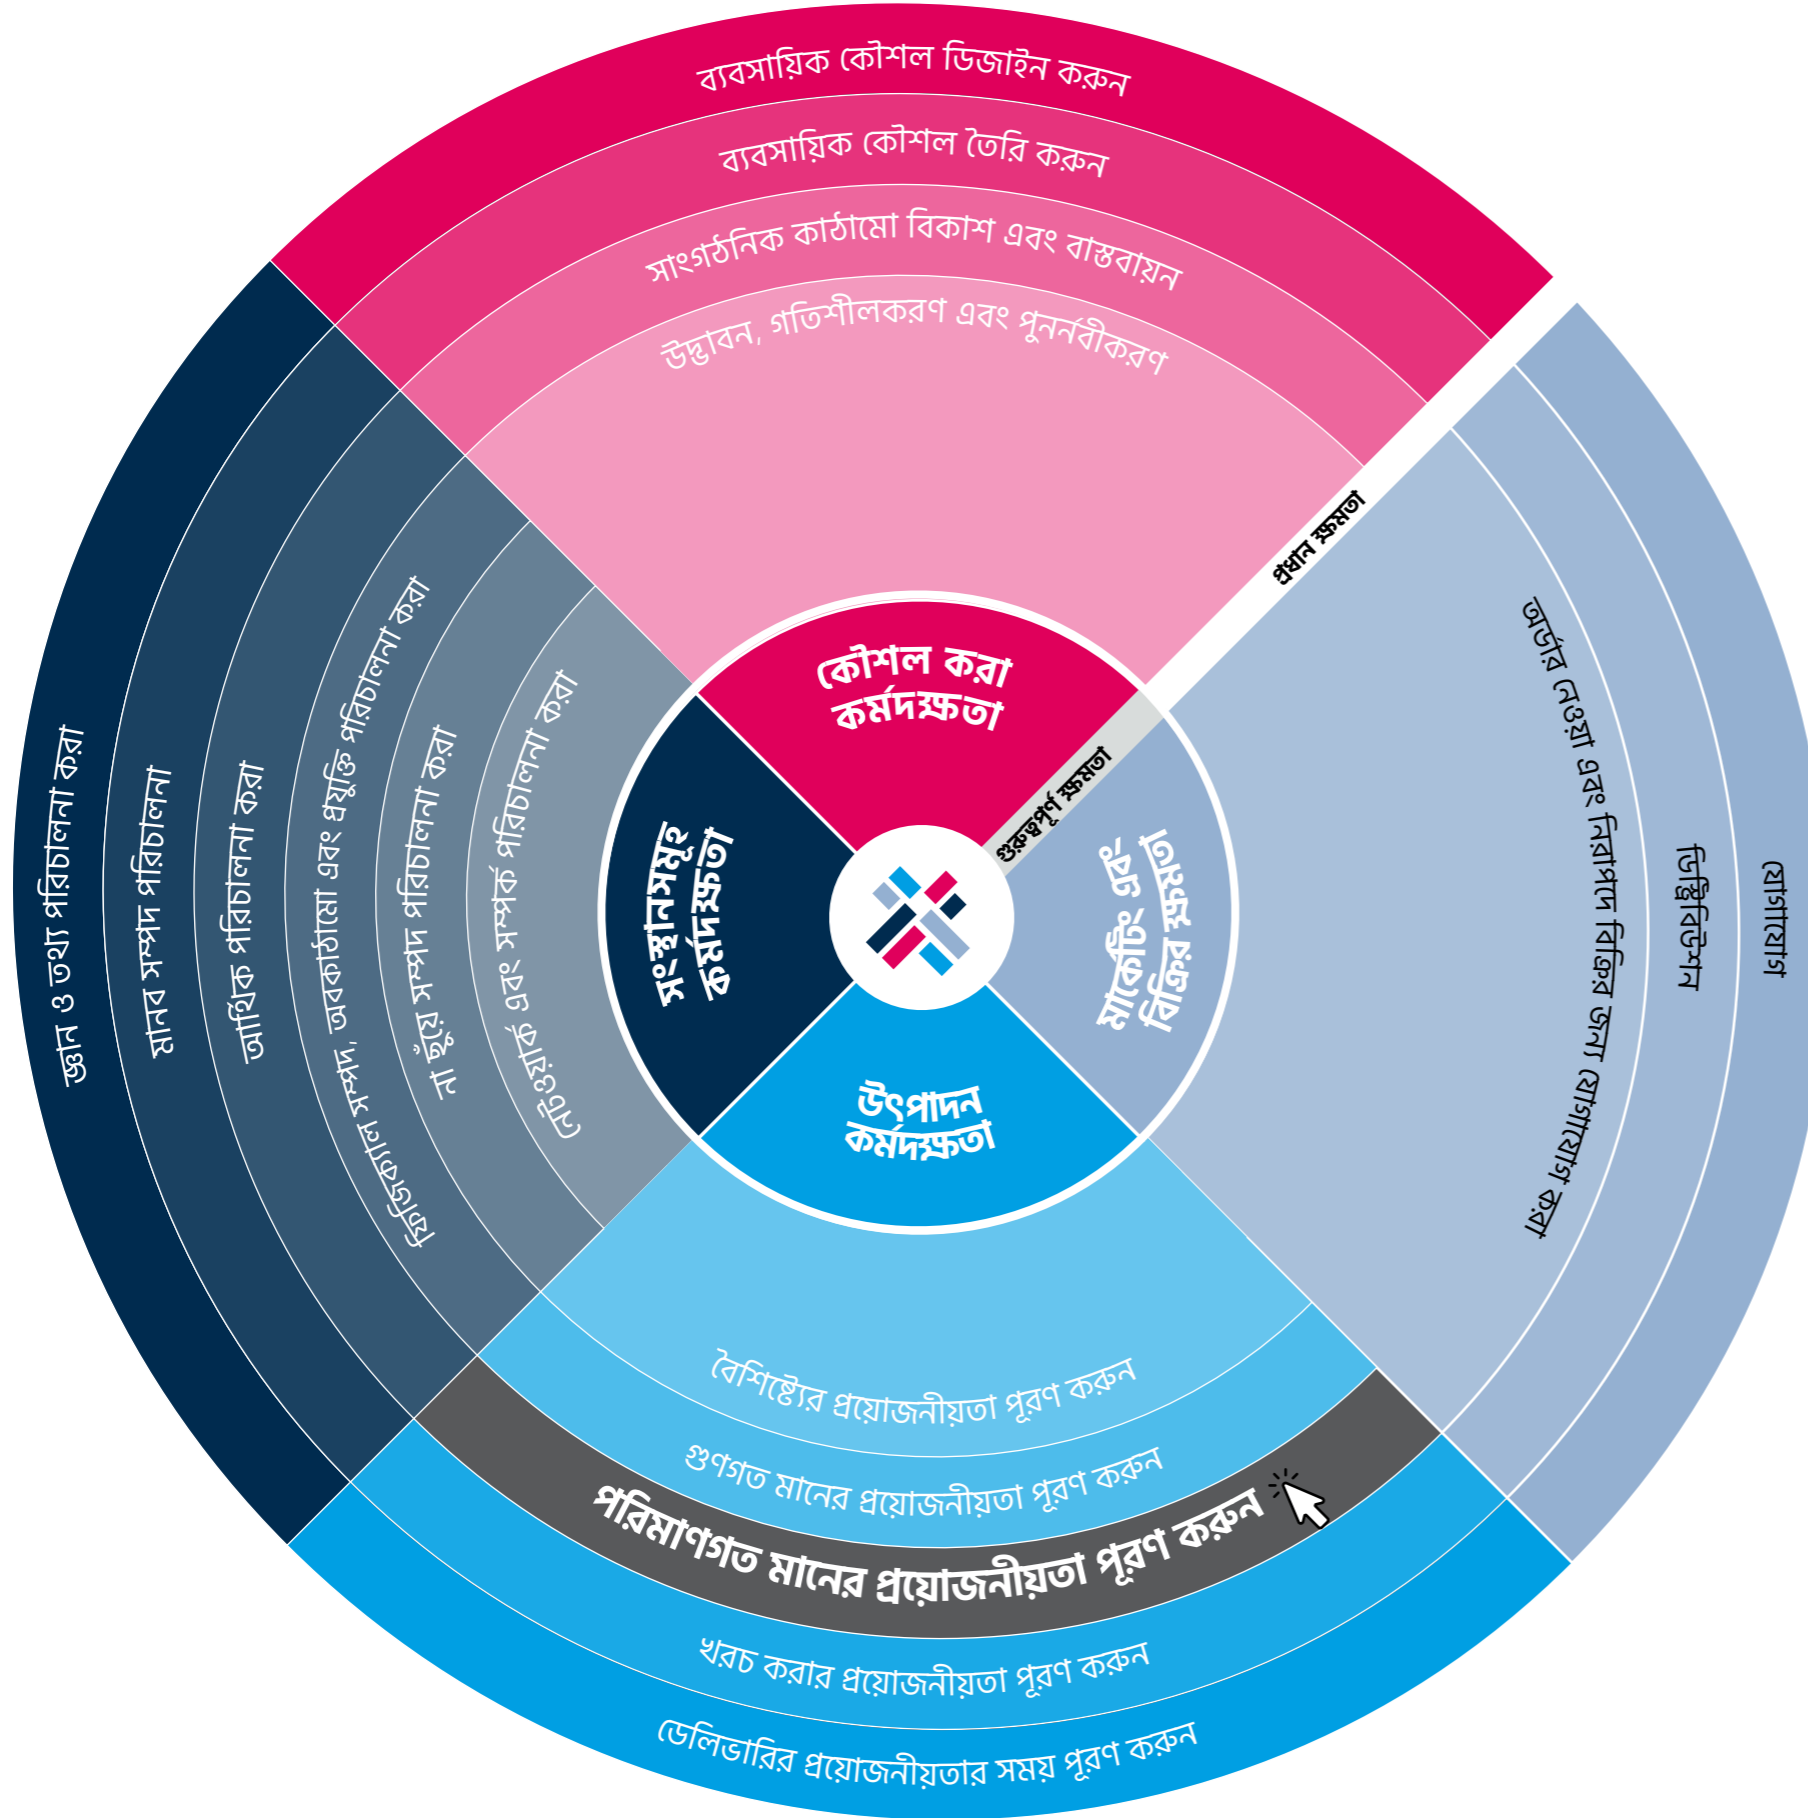 ব্যবসায়িক কৌশল ডিজাইন করুন
ব্যবসায়িক কৌশল তৈরি করুন
সাংগঠনিক কাঠামো বিকাশ এবং বাস্তবায়ন
উদ্ভাবন, গতিশীলকরণ এবং পুনর্নবীকরণ
প্রধান ক্ষমতা
কৌশল করা
কর্মদক্ষতা
গুরুত্বপূর্ণ ক্ষমতা
জ্ঞান ও তথ্য পরিচালনা করা
মানব সম্পদ পরিচালনা
আর্থিক পরিচালনা করা
ফিজিক্যাল সম্পদ, অবকাঠামো এবং প্রযুক্তি পরিচালনা করা
না ছুঁয়ে সম্পদ পরিচালনা করা
নেটওয়ার্ক এবং সম্পর্ক পরিচালনা করা
সংস্থানসমূহ
কর্মদক্ষতা
মার্কেটিং এবং
বিক্রির ক্ষমতা
অর্ডার নেওয়া এবং নিরাপদে বিক্রির জন্য যোগাযোগ করা
ডিস্ট্রিবিউশন
যোগাযোগ
উৎপাদন
কর্মদক্ষতা
বৈশিষ্ট্যের প্রয়োজনীয়তা পূরণ করুন
গুণগত মানের প্রয়োজনীয়তা পূরণ করুন
পরিমাণগত মানের প্রয়োজনীয়তা পূরণ করুন
খরচ করার প্রয়োজনীয়তা পূরণ করুন
ডেলিভারির প্রয়োজনীয়তার সময় পূরণ করুন